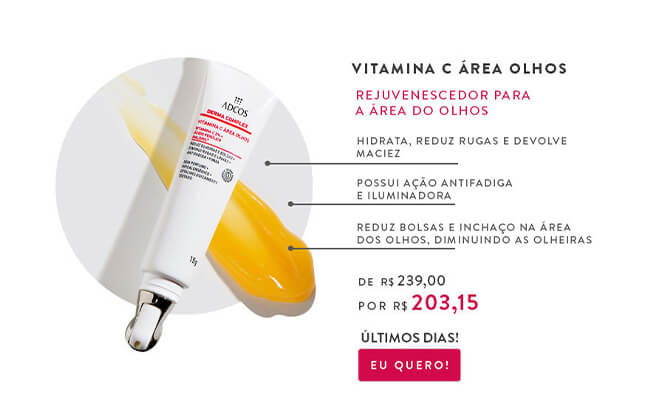 VITAMINA C ÁREA OLHOS
REJUVENESCEDOR PARA
A ÁREA DO OLHOS
HIDRATA, REDUZ RUGAS E DEVOLVE
MACIEZ
POSSUI AÇÃO ANTIFADIGA
E ILUMINADORA
REDUZ BOLSAS E INCHAÇO NA ÁREA
DOS OLHOS, DIMINUINDO AS OLHEIRAS
DE R$ 239,00
POR R$ 203,15
ÚLTIMOS DIAS!
EU QUERO!
ADCOS
DERMA COMPLEX
VITAMINA C ÁREA OLHOS
15g